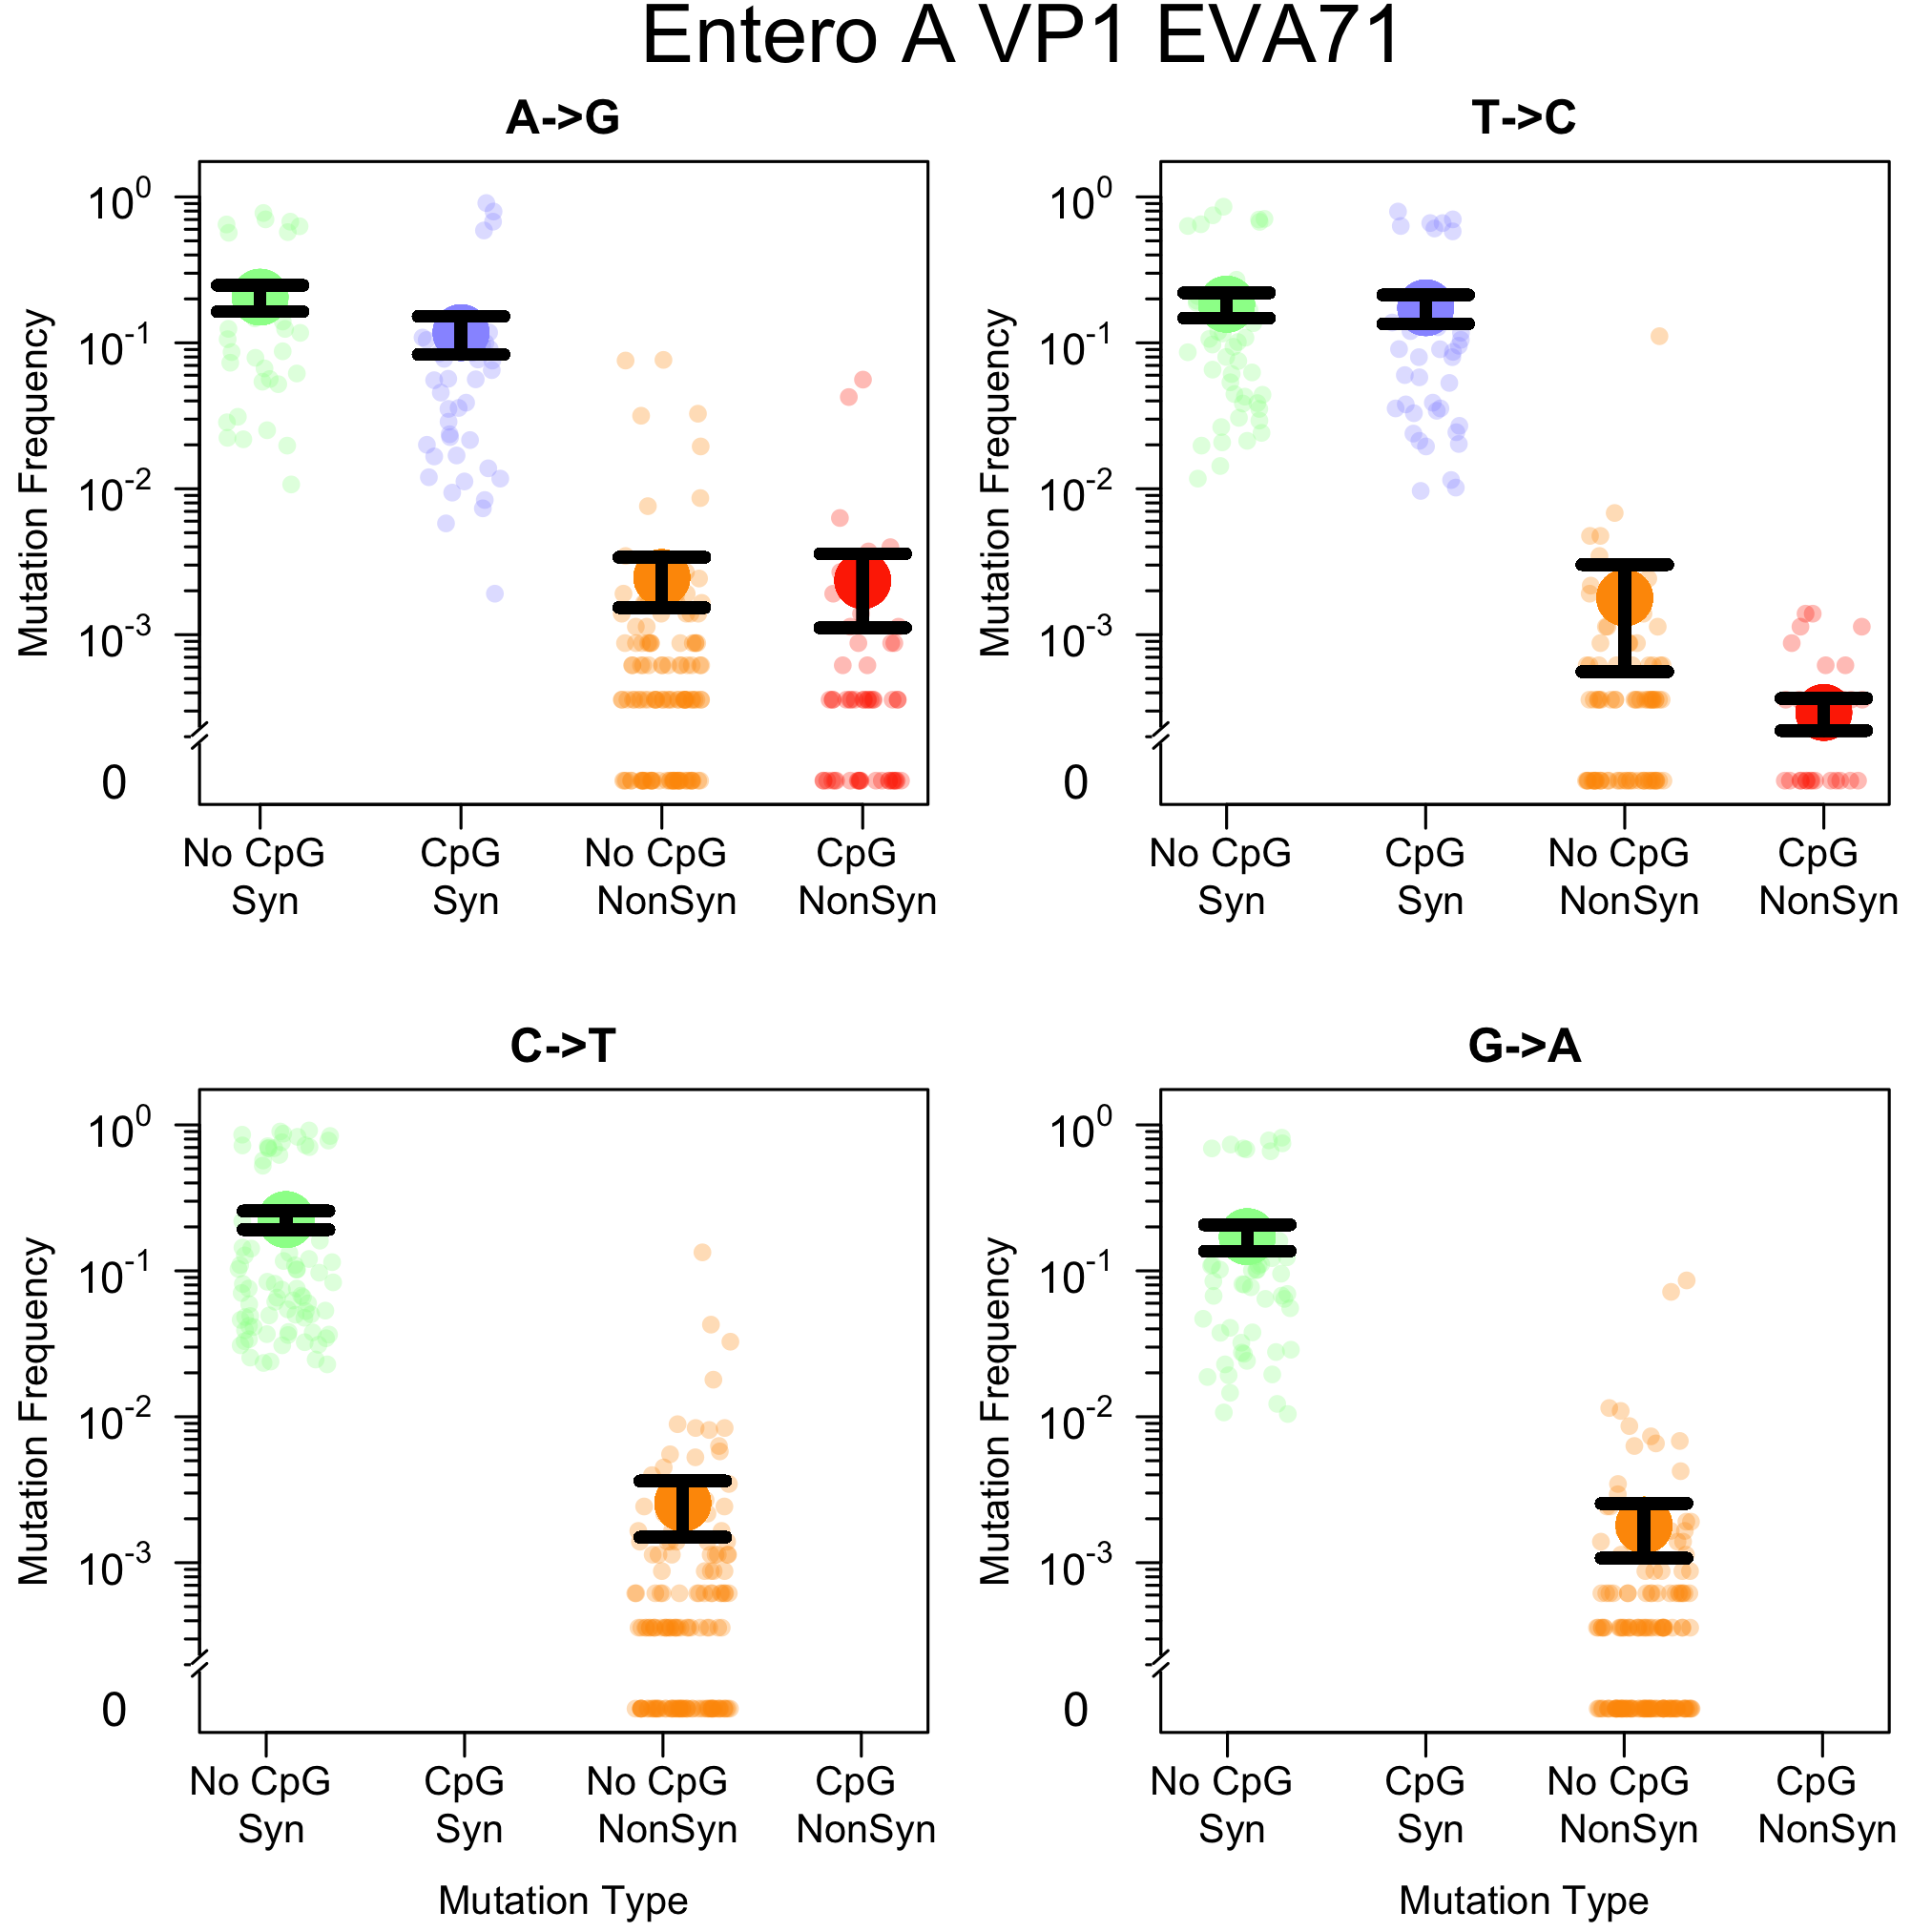 Entero A VP1 EVA71
A->G
Mutation Frequency
10^0
10^-1
10^-2
10^-3
0
No CpG CpG No CpG CpG
Syn Syn NonSyn NonSyn
T->C
Mutation Frequency
10^0
10^-1
10^-2
10^-3
0
No CpG CpG No CpG CpG
Syn Syn NonSyn NonSyn
C->T
Mutation Frequency
10^0
10^-1
10^-2
10^-3
0
No CpG CpG No CpG CpG
Syn Syn NonSyn NonSyn
Mutation Type
G->A
Mutation Frequency
10^0
10^-1
10^-2
10^-3
0
No CpG CpG No CpG CpG
Syn Syn NonSyn NonSyn
Mutation Type